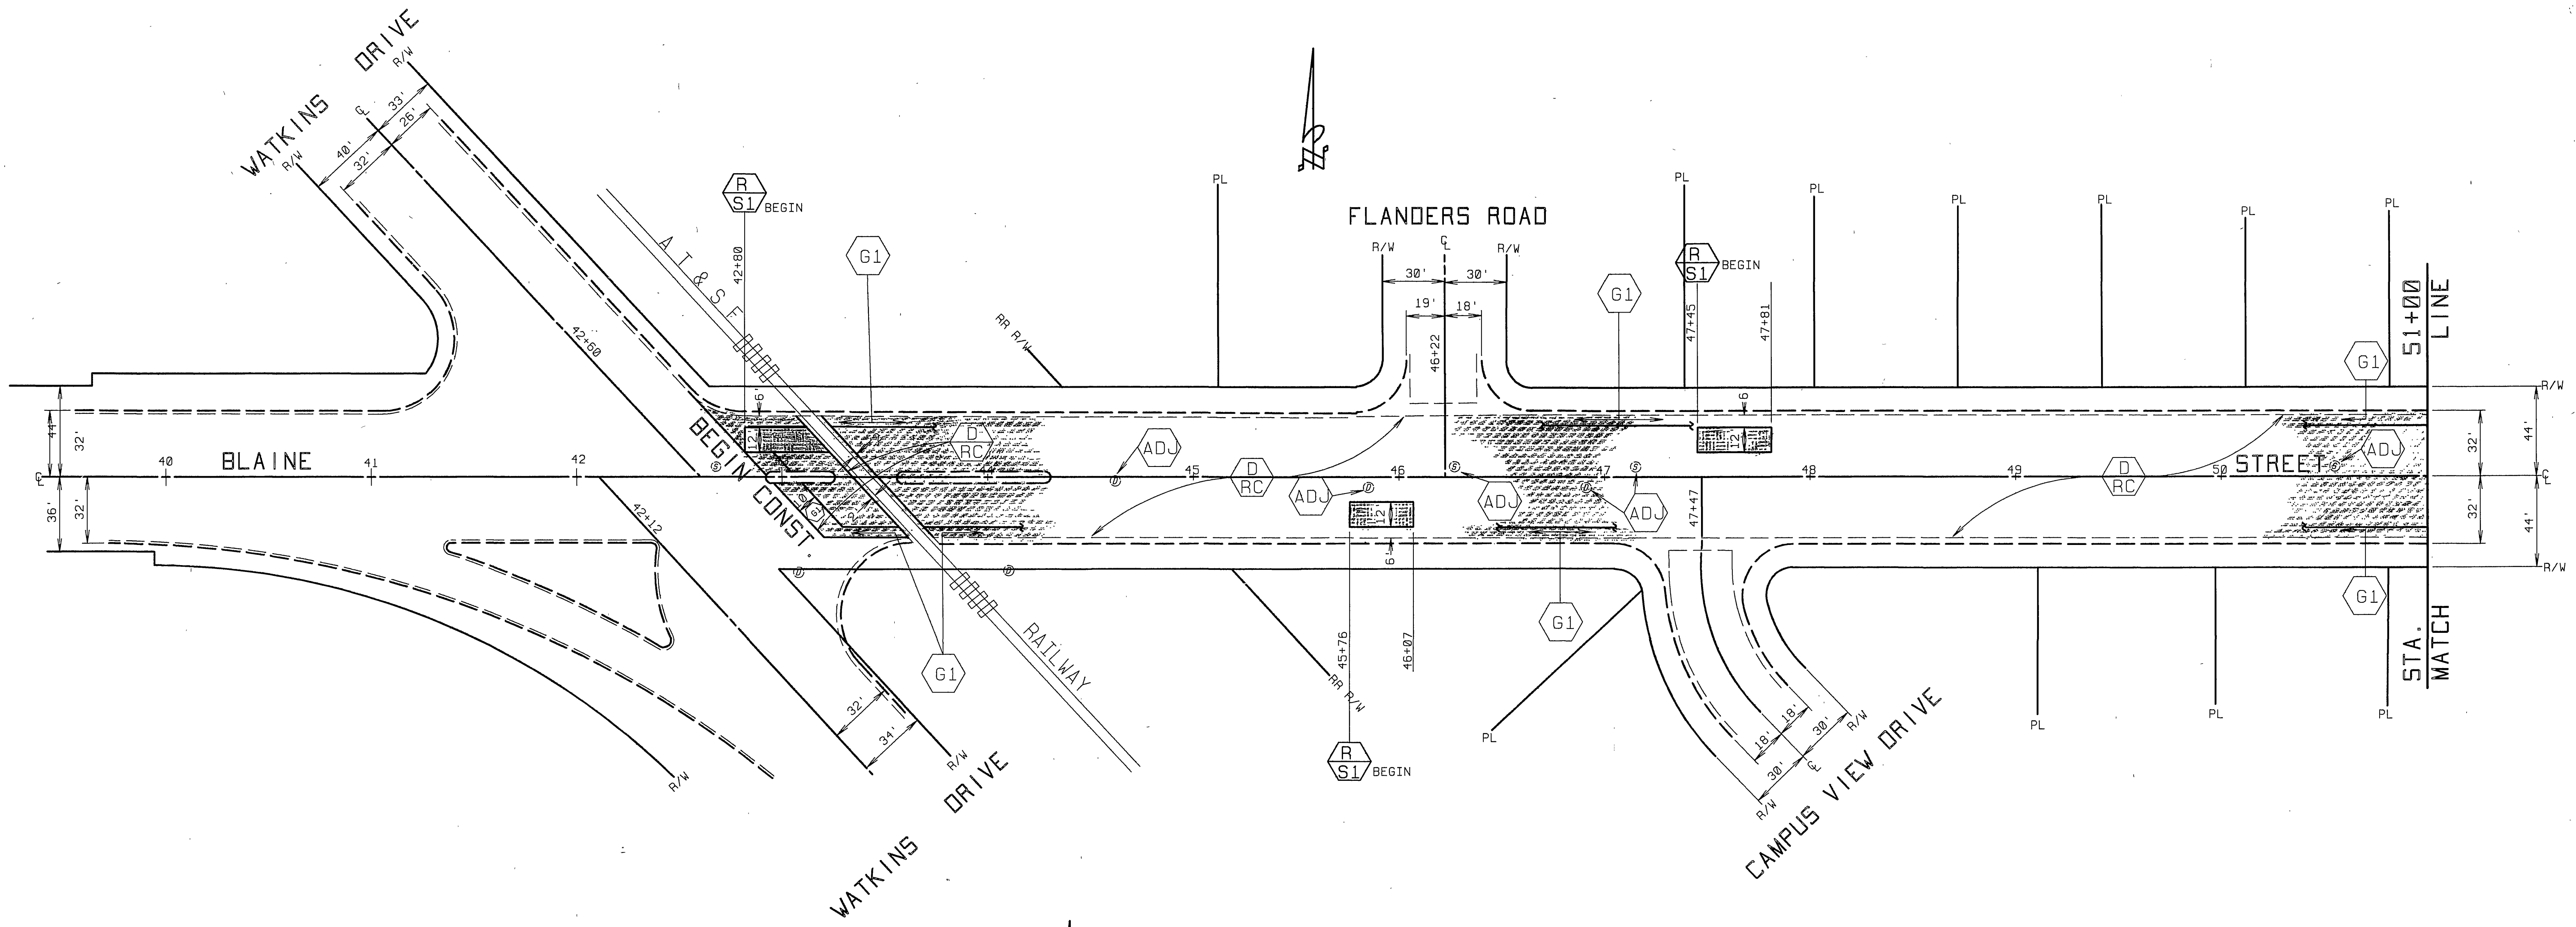 WATKINS DRIVE
R/W
R/W
℄
33'
26'
40'
32'
42+60
A T & S F
RAILWAY
R
S1
BEGIN
42+80
G1
RR R/W
PL
FLANDERS ROAD
R/W
℄
R/W
30'
30'
19'
18'
46+22
G1
PL
R
S1
BEGIN
47+45
47+81
PL
PL
PL
PL
PL
G1
51+00
LINE
R/W
44'
32'
6'
12'
D
RC
ADJ
D
RC
6'
12'
D
RC
ADJ
32'
44'
℄
40
BLAINE
41
42
44
45
46
47
48
49
50
STREET
℄
S
D
D
S
D
S
S
BEGIN CONST.
G1
ADJ
ADJ
ADJ
36'
32'
42+12
12'
6'
47+47
32'
44'
R/W
D
D
G1
45+76
46+07
G1
G1
RR R/W
R
S1
BEGIN
PL
PL
PL
PL
STA.
MATCH
32'
34'
R/W
R/W
WATKINS DRIVE
18'
18'
30'
30'
R/W
℄
R/W
CAMPUS VIEW DRIVE